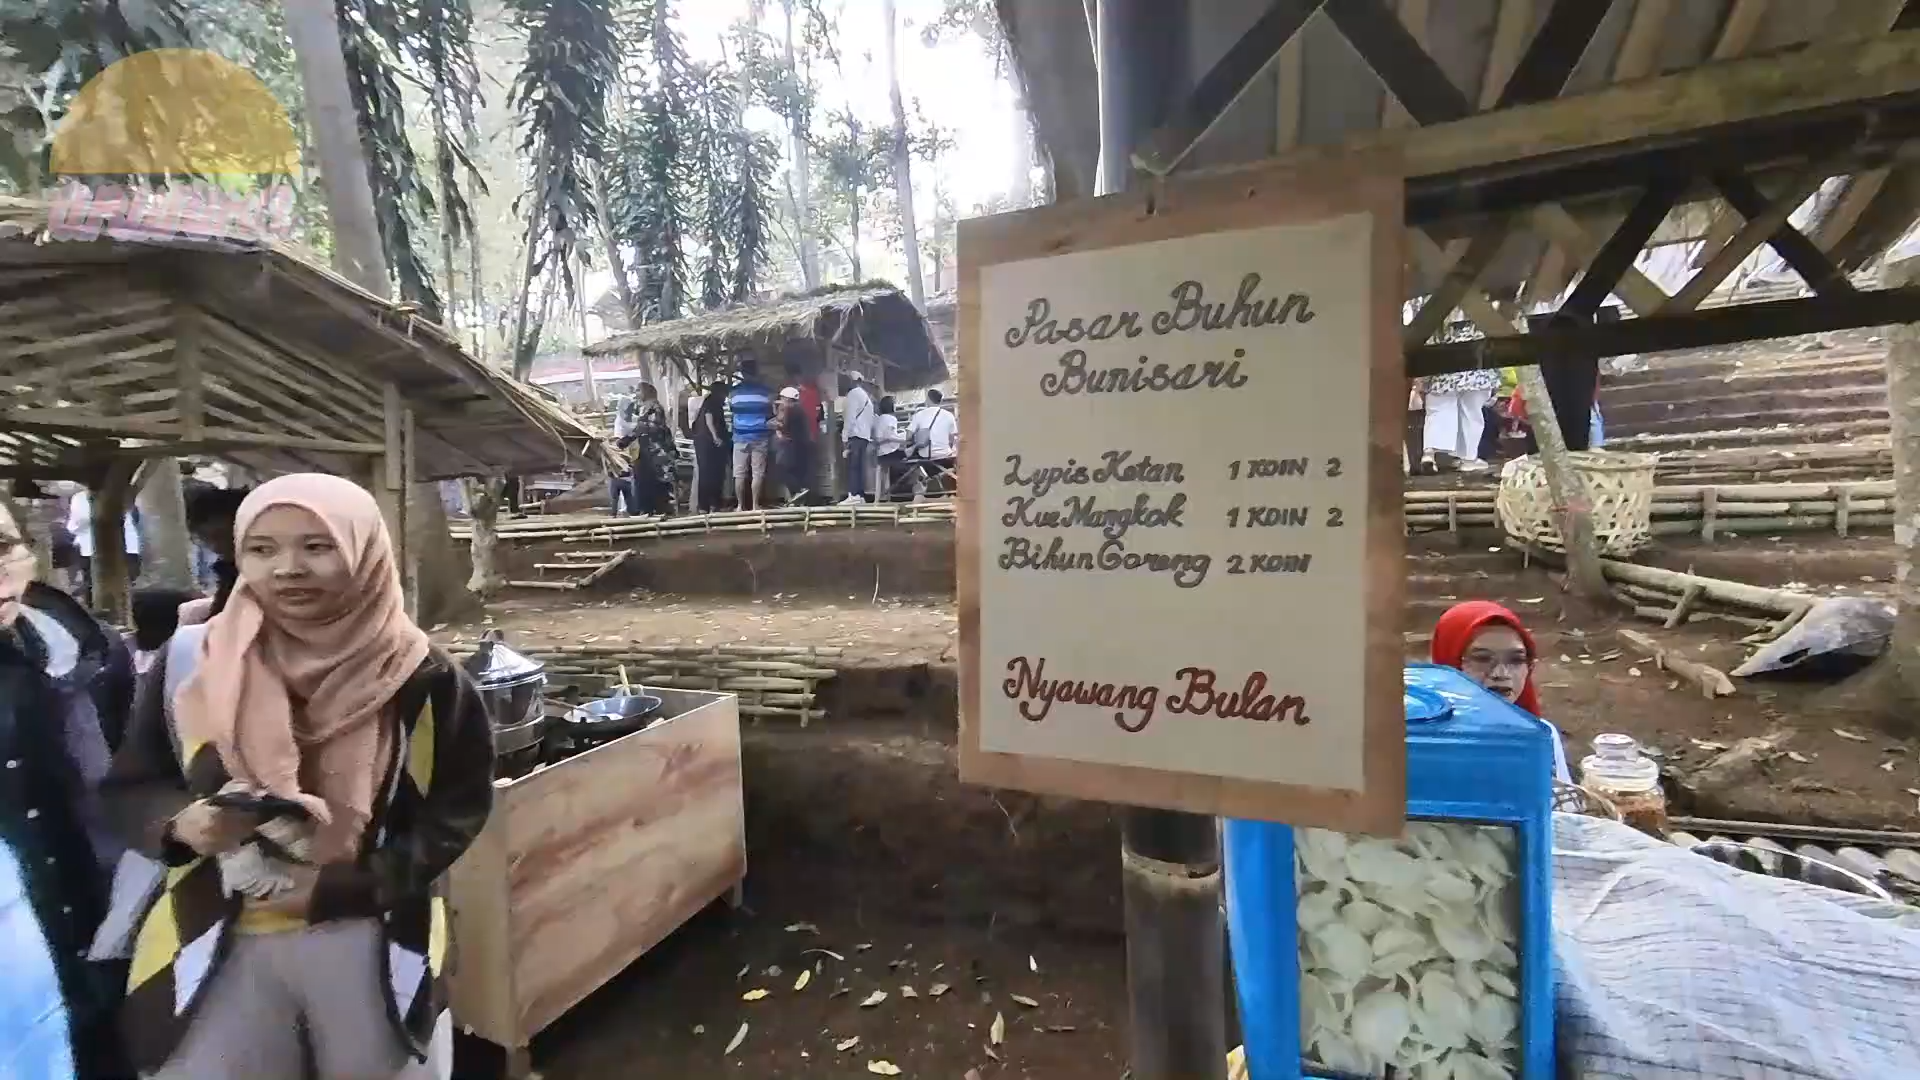 Pasar Buhun
Bunisari
Lupis Ketan 1 KOIN 2
Kue Mangkok 1 KOIN 2
Bihun Goreng 2 KOIN
Nyawang Bulan